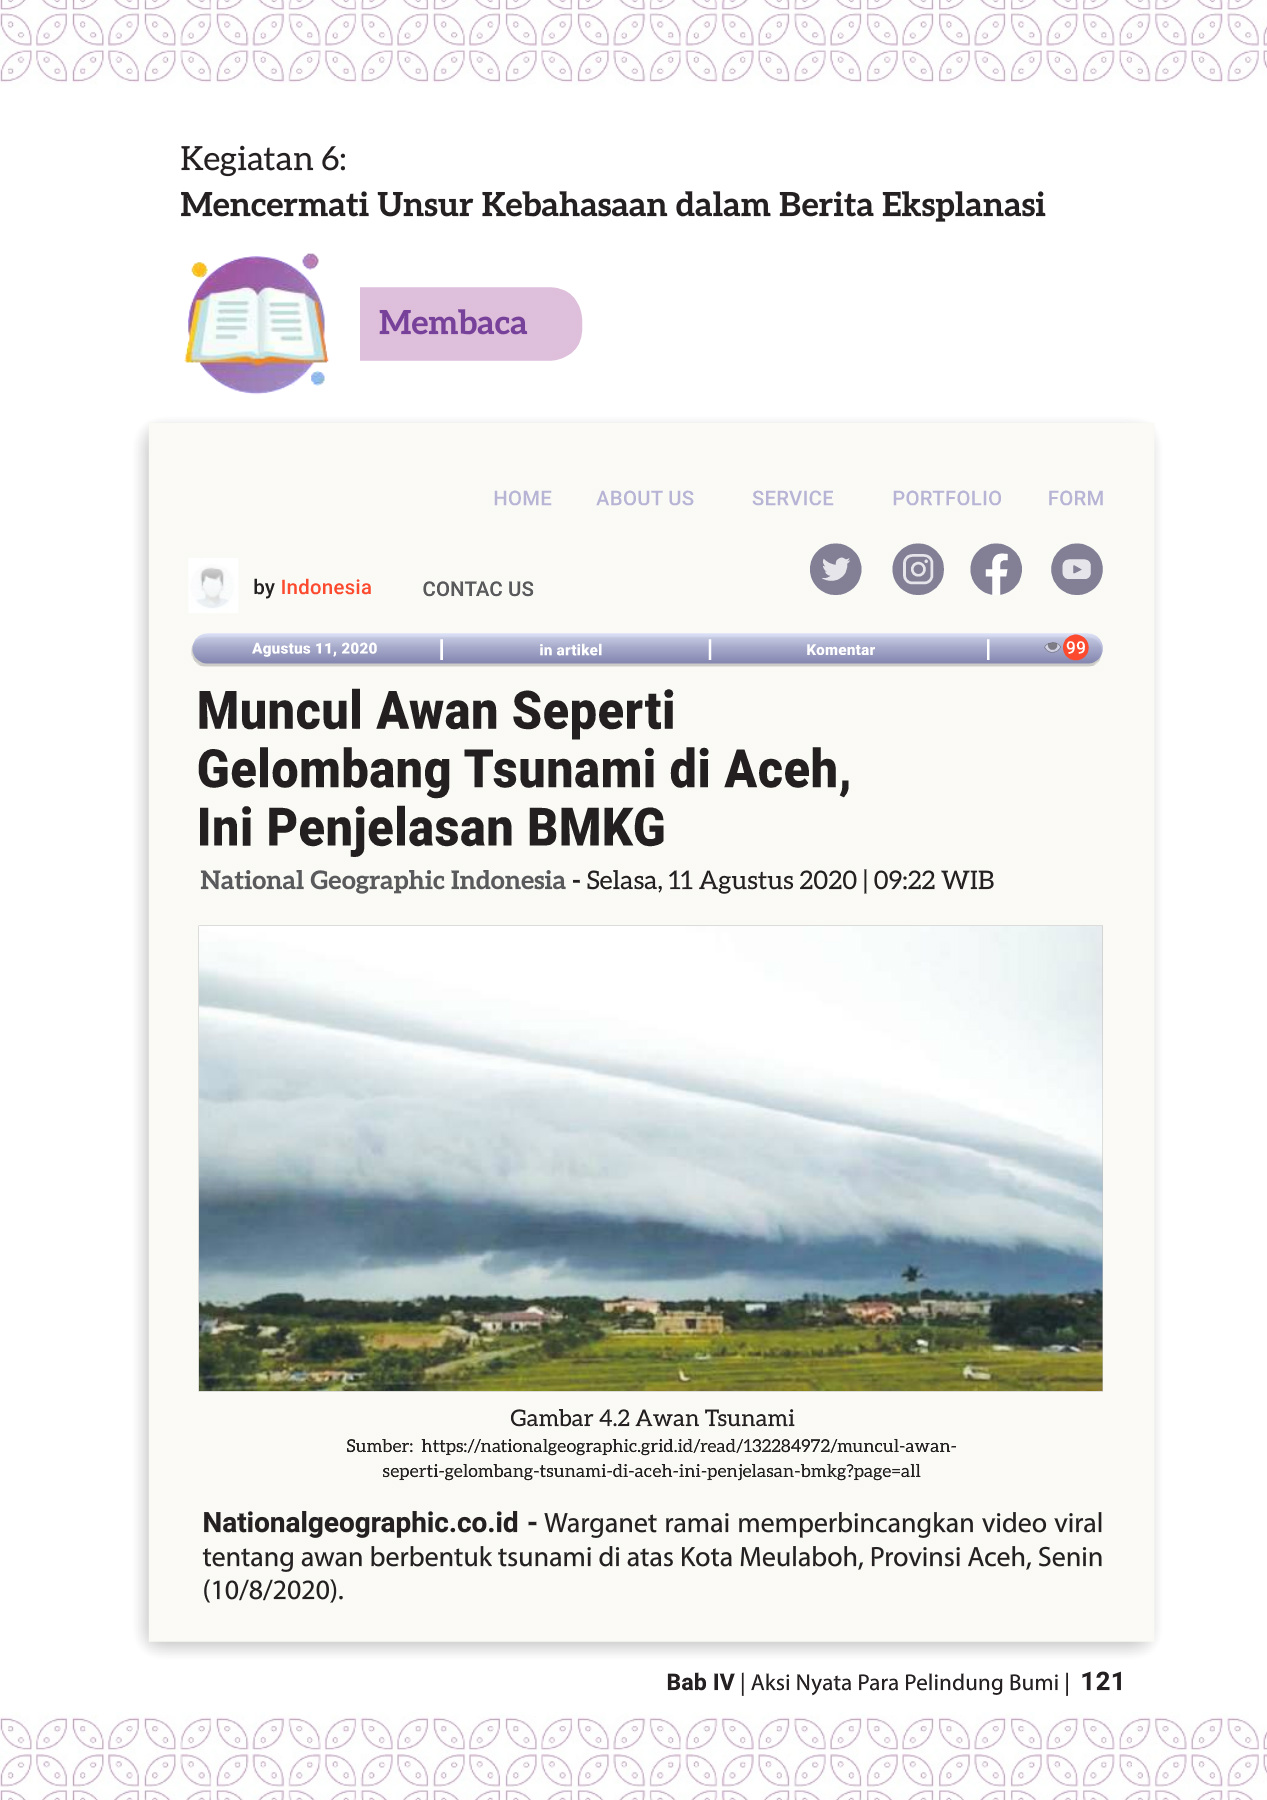 Kegiatan 6:
Mencermati Unsur Kebahasaan dalam Berita Eksplanasi
Membaca
HOME ABOUT US SERVICE PORTFOLIO FORM
by Indonesia CONTAC US
Agustus 11, 2020 | in artikel | Komentar | 99
Muncul Awan Seperti
Gelombang Tsunami di Aceh,
Ini Penjelasan BMKG
National Geographic Indonesia - Selasa, 11 Agustus 2020 | 09:22 WIB
Gambar 4.2 Awan Tsunami
Sumber: https://nationalgeographic.grid.id/read/132284972/muncul-awan-
seperti-gelombang-tsunami-di-aceh-ini-penjelasan-bmkg?page=all
Nationalgeographic.co.id - Warganet ramai memperbincangkan video viral
tentang awan berbentuk tsunami di atas Kota Meulaboh, Provinsi Aceh, Senin
(10/8/2020).
Bab IV | Aksi Nyata Para Pelindung Bumi | 121